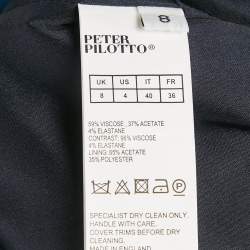 8
PETER
PILOTTO®
UK US IT FR
8 4 40 36
59% VISCOSE, 37% ACETATE
4% ELASTANE
CONTRAST: 96% VISCOSE
4% ELASTANE
LINING: 65% ACETATE
35% POLYESTER
SPECIALIST DRY CLEAN ONLY.
HANDLE WITH CARE.
COVER TRIMS BEFORE DRY
CLEANING.
MADE IN ENGLAND